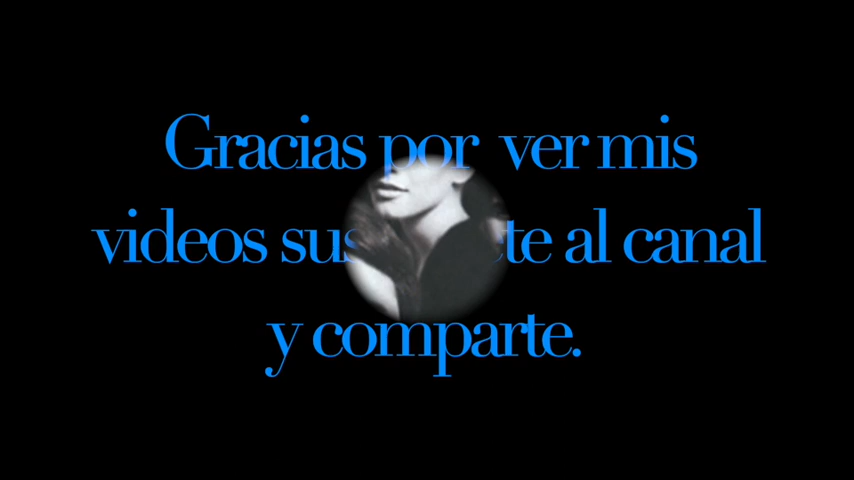 Gracias por ver mis
videos al canal
y comparte.